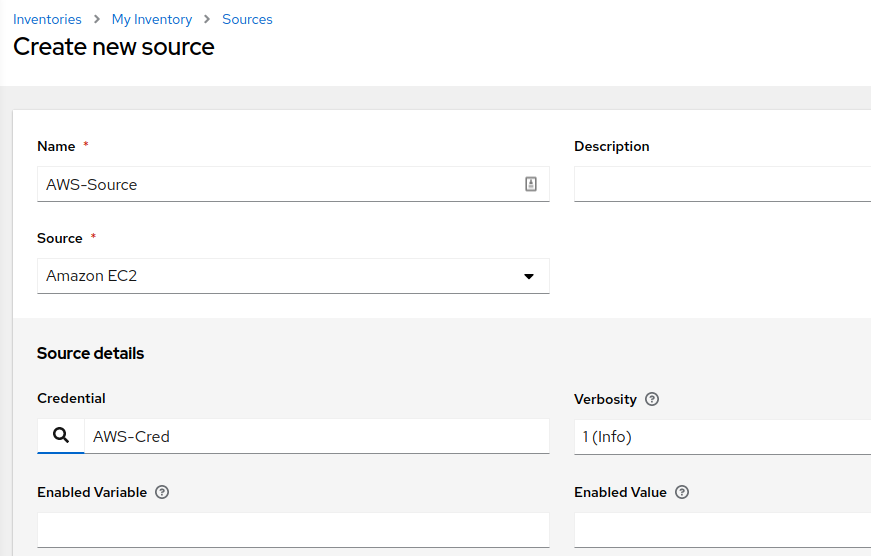 Inventories > My Inventory > Sources
Create new source
Name *
Description
AWS-Source
Source *
Amazon EC2
Source details
Credential
Verbosity ?
AWS-Cred
1 (Info)
Enabled Variable ?
Enabled Value ?